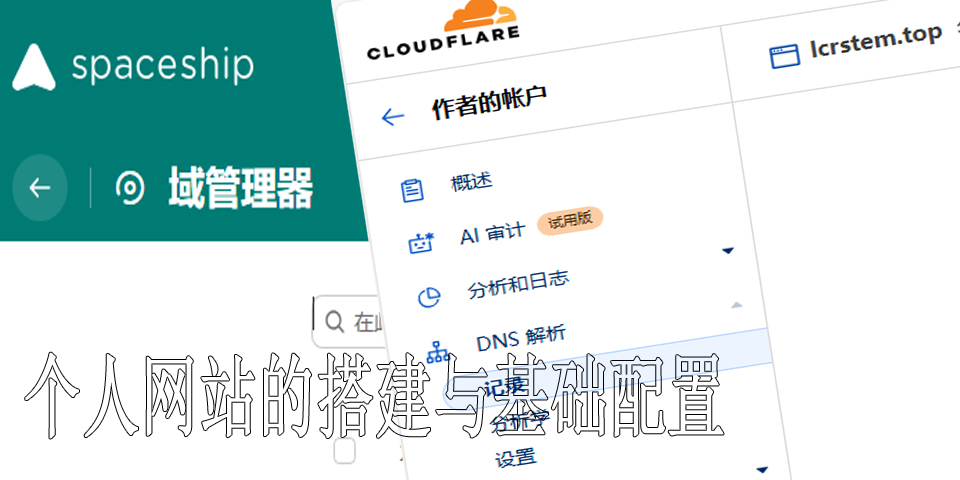 spaceship
域管理器
CLOUDFLARE
作者的帐户
lcrstem.top
概述
AI 审计 试用版
分析和日志
DNS 解析
记录
分析学
设置
在此
个人网站的搭建与基础配置